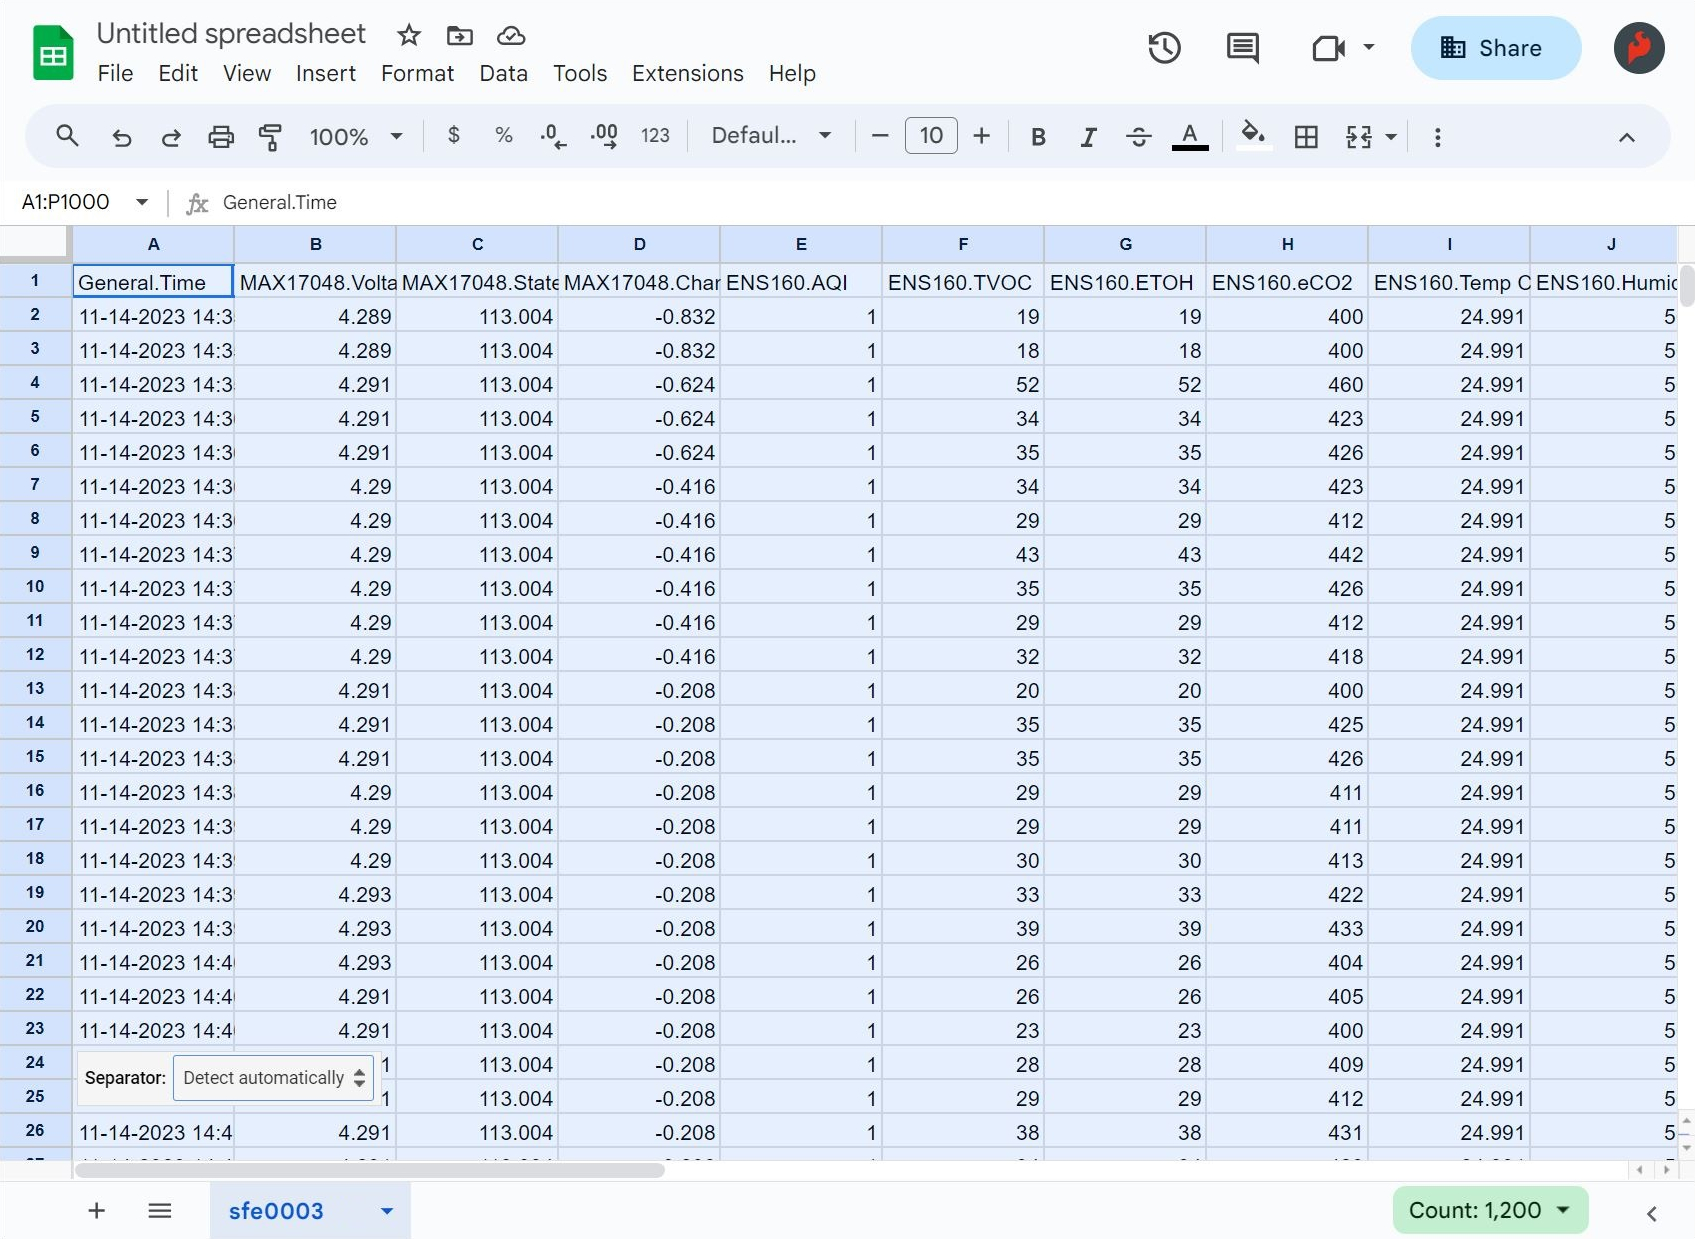 Untitled spreadsheet
File Edit View Insert Format Data Tools Extensions Help
Share
100% $ % .0 .00 123 Defaul... 10 B I A
A1:P1000 fx General.Time
A B C D E F G H I J
1 General.Time MAX17048.Volta MAX17048.State MAX17048.Char ENS160.AQI ENS160.TVOC ENS160.ETOH ENS160.eCO2 ENS160.Temp C ENS160.Humid
2 11-14-2023 14:3 4.289 113.004 -0.832 1 19 19 400 24.991 5
3 11-14-2023 14:3 4.289 113.004 -0.832 1 18 18 400 24.991 5
4 11-14-2023 14:3 4.291 113.004 -0.624 1 52 52 460 24.991 5
5 11-14-2023 14:3 4.291 113.004 -0.624 1 34 34 423 24.991 5
6 11-14-2023 14:3 4.291 113.004 -0.624 1 35 35 426 24.991 5
7 11-14-2023 14:3 4.29 113.004 -0.416 1 34 34 423 24.991 5
8 11-14-2023 14:3 4.29 113.004 -0.416 1 29 29 412 24.991 5
9 11-14-2023 14:3 4.29 113.004 -0.416 1 43 43 442 24.991 5
10 11-14-2023 14:3 4.29 113.004 -0.416 1 35 35 426 24.991 5
11 11-14-2023 14:3 4.29 113.004 -0.416 1 29 29 412 24.991 5
12 11-14-2023 14:3 4.29 113.004 -0.416 1 32 32 418 24.991 5
13 11-14-2023 14:3 4.291 113.004 -0.208 1 20 20 400 24.991 5
14 11-14-2023 14:3 4.291 113.004 -0.208 1 35 35 425 24.991 5
15 11-14-2023 14:3 4.291 113.004 -0.208 1 35 35 426 24.991 5
16 11-14-2023 14:3 4.29 113.004 -0.208 1 29 29 411 24.991 5
17 11-14-2023 14:3 4.29 113.004 -0.208 1 29 29 411 24.991 5
18 11-14-2023 14:3 4.29 113.004 -0.208 1 30 30 413 24.991 5
19 11-14-2023 14:3 4.293 113.004 -0.208 1 33 33 422 24.991 5
20 11-14-2023 14:3 4.293 113.004 -0.208 1 39 39 433 24.991 5
21 11-14-2023 14:4 4.293 113.004 -0.208 1 26 26 404 24.991 5
22 11-14-2023 14:4 4.291 113.004 -0.208 1 26 26 405 24.991 5
23 11-14-2023 14:4 4.291 113.004 -0.208 1 23 23 400 24.991 5
24 1 113.004 -0.208 1 28 28 409 24.991 5
Separator: Detect automatically
25 1 113.004 -0.208 1 29 29 412 24.991 5
26 11-14-2023 14:4 4.291 113.004 -0.208 1 38 38 431 24.991 5
sfe0003 Count: 1,200